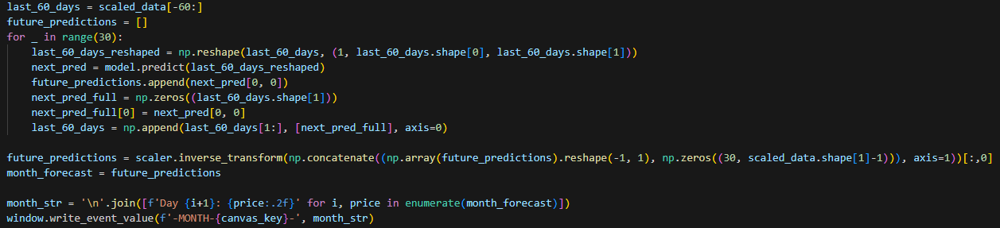 last_60_days = scaled_data[-60:]
future_predictions = []
for _ in range(30):
    last_60_days_reshaped = np.reshape(last_60_days, (1, last_60_days.shape[0], last_60_days.shape[1]))
    next_pred = model.predict(last_60_days_reshaped)
    future_predictions.append(next_pred[0, 0])
    next_pred_full = np.zeros((last_60_days.shape[1]))
    next_pred_full[0] = next_pred[0, 0]
    last_60_days = np.append(last_60_days[1:], [next_pred_full], axis=0)

future_predictions = scaler.inverse_transform(np.concatenate((np.array(future_predictions).reshape(-1, 1), np.zeros((30, scaled_data.shape[1]-1))), axis=1))[:,0]
month_forecast = future_predictions

month_str = '\n'.join([f'Day {i+1}: {price:.2f}' for i, price in enumerate(month_forecast)])
window.write_event_value(f'-MONTH-{canvas_key}-', month_str)